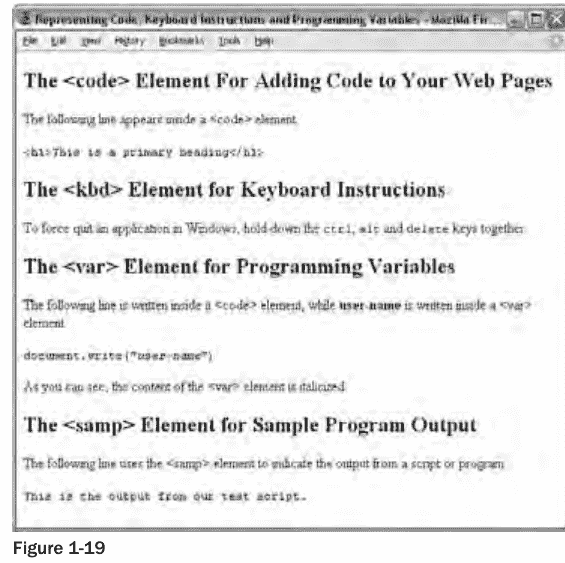 Representing Code, Keyboard Instructions and Programming Variables - Mozilla Fir...
File Edit View History Bookmarks Tools Help
The <code> Element For Adding Code to Your Web Pages
The following line appears inside a <code> element
<h1>This is a primary heading</h1>
The <kbd> Element for Keyboard Instructions
To force quit an application in Windows, hold down the ctrl, alt and delete keys together
The <var> Element for Programming Variables
The following line is written inside a <code> element, while user-name is written inside a <var>
element
document.write("user-name")
As you can see, the content of the <var> element is italicized
The <samp> Element for Sample Program Output
The following line uses the <samp> element to indicate the output from a script or program
This is the output from our test script.
Figure 1-19